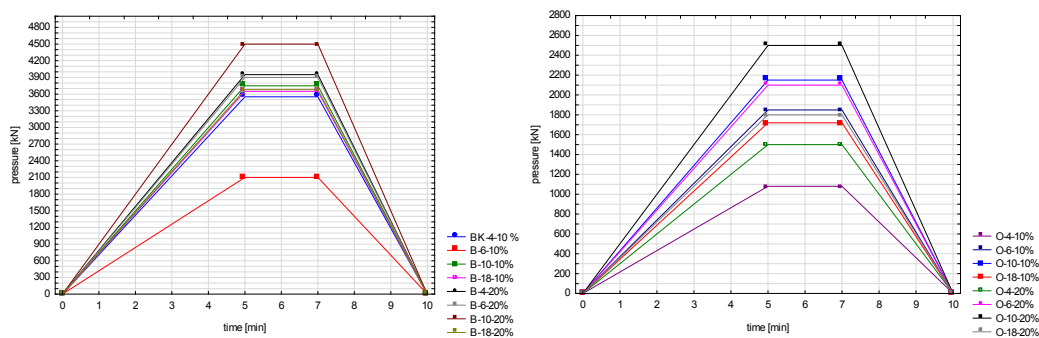 4800
4500
3900
3600
3300
3000
2700
2400
2100
1800
1500
1200
900
600
300
0
pressure [kN]
0 1 2 3 4 5 6 7 8 9 10
time [min]
BK-4-10 %
B-6-10%
B-10-10%
B-18-10%
B-4-20%
B-6-20%
B-10-20%
B-18-20%
2800
2600
2400
2200
2000
1800
1600
1400
1200
1000
800
600
400
200
0
pressure [kN]
0 1 2 3 4 5 6 7 8 9 10
time [min]
O-4-10%
O-6-10%
O-10-10%
O-18-10%
O-4-20%
O-6-20%
O-10-20%
O-18-20%